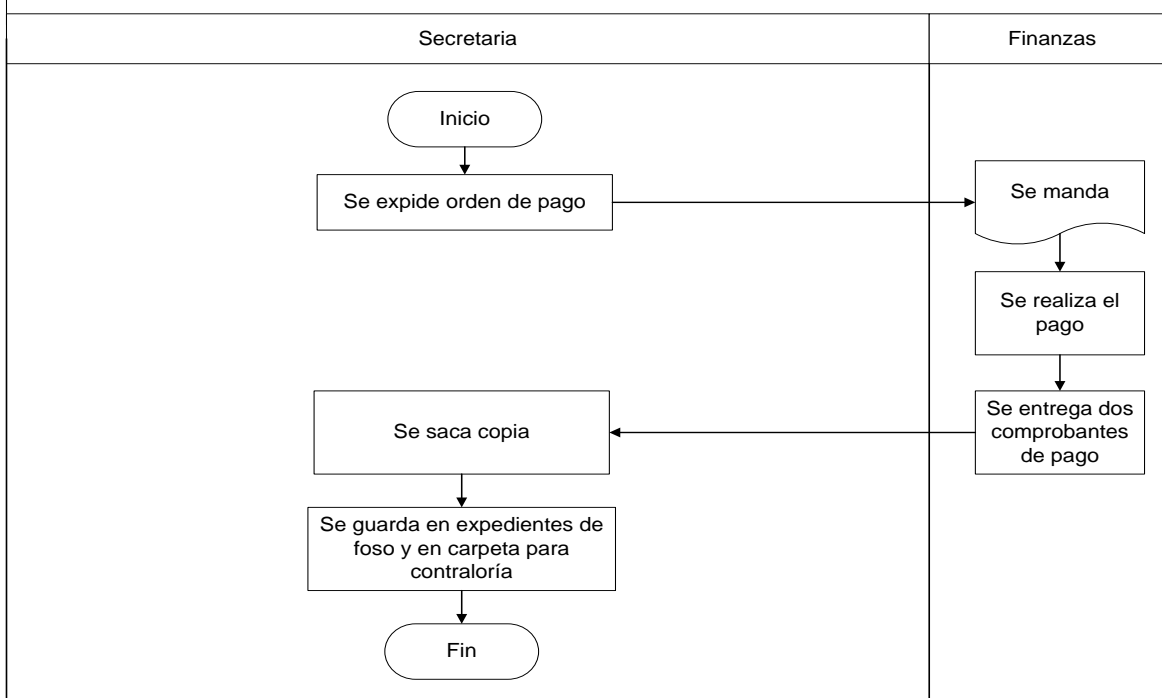 Secretaria
Finanzas
Inicio
Se expide orden de pago
Se manda
Se realiza el
pago
Se entrega dos
comprobantes
de pago
Se saca copia
Se guarda en expedientes de
foso y en carpeta para
contraloría
Fin